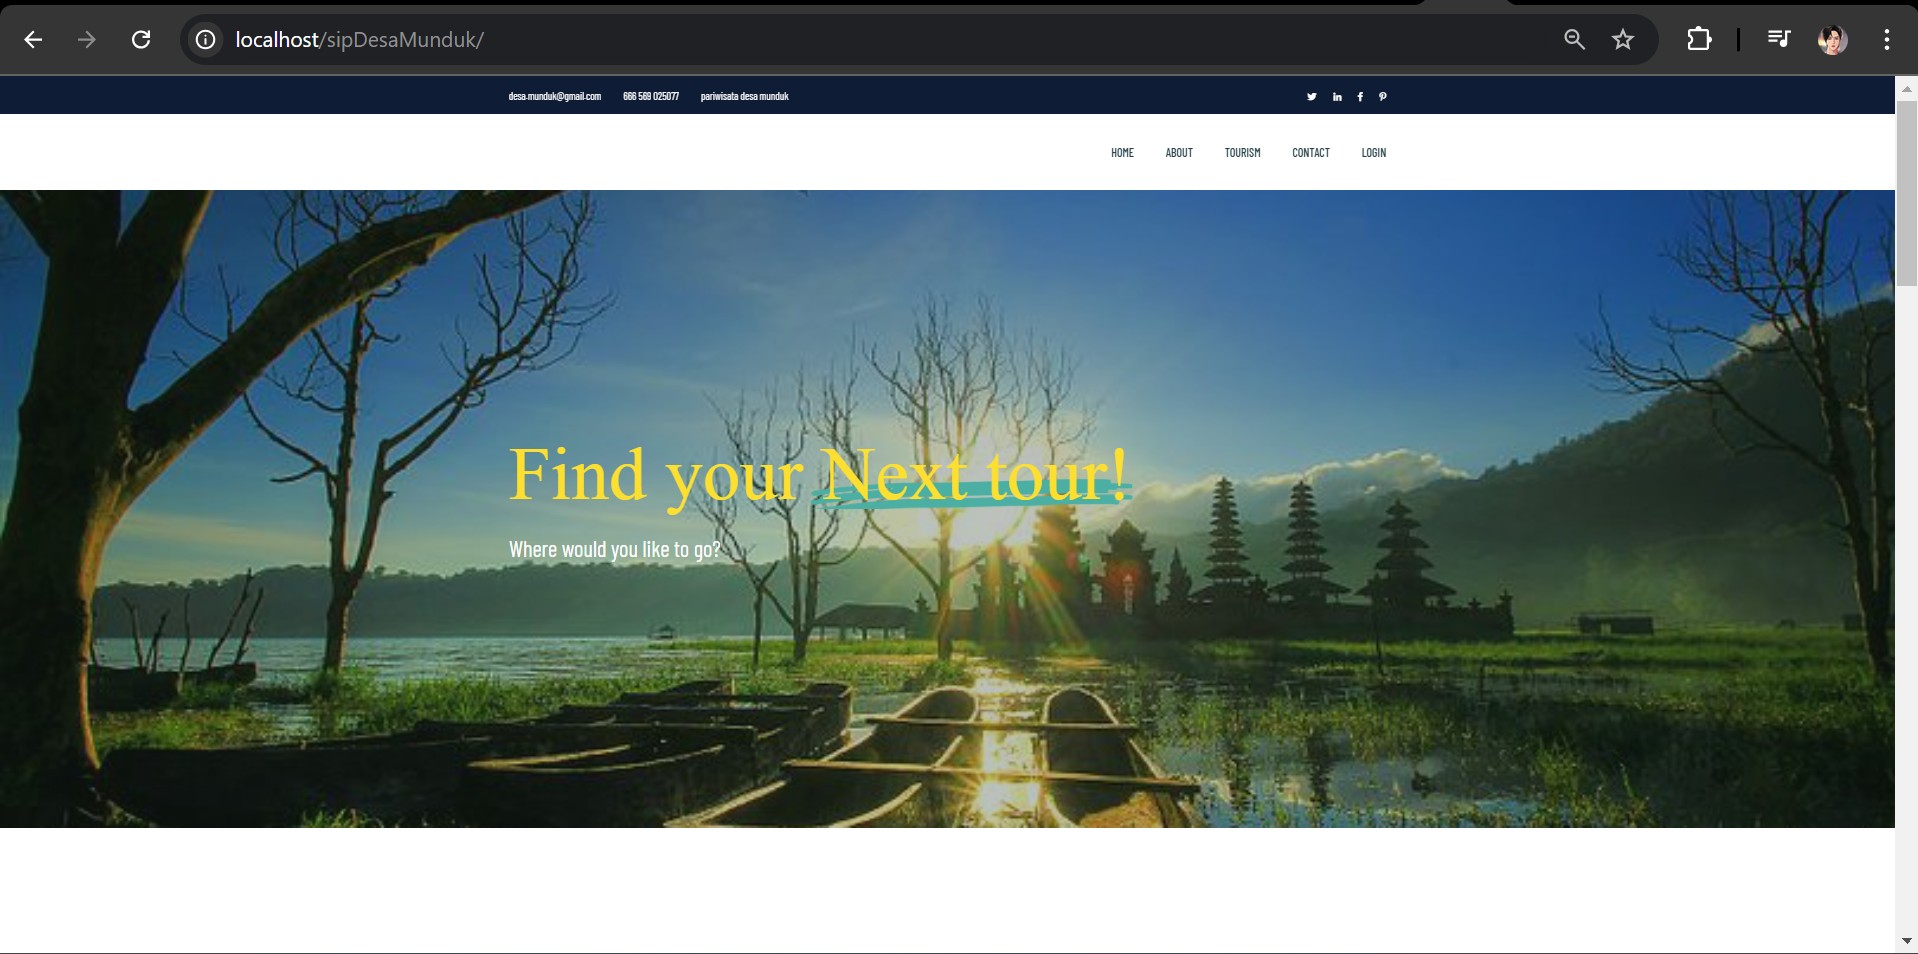 localhost/sipDesaMunduk/
desa.munduk@gmail.com 666 569 025077 pariwisata desa munduk
HOME ABOUT TOURISM CONTACT LOGIN
Find your Next tour!
Where would you like to go?